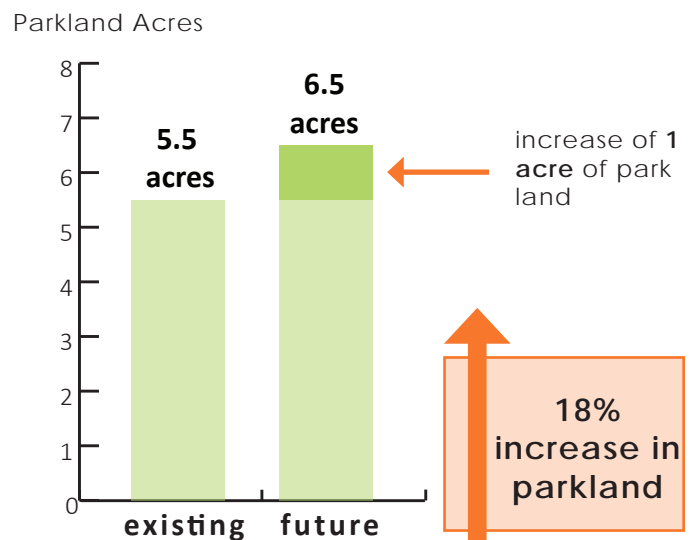 Parkland Acres
8
7
6
5
4
3
2
1
0
5.5
acres
6.5
acres
existing
future
increase of 1
acre of park
land
18%
increase in
parkland